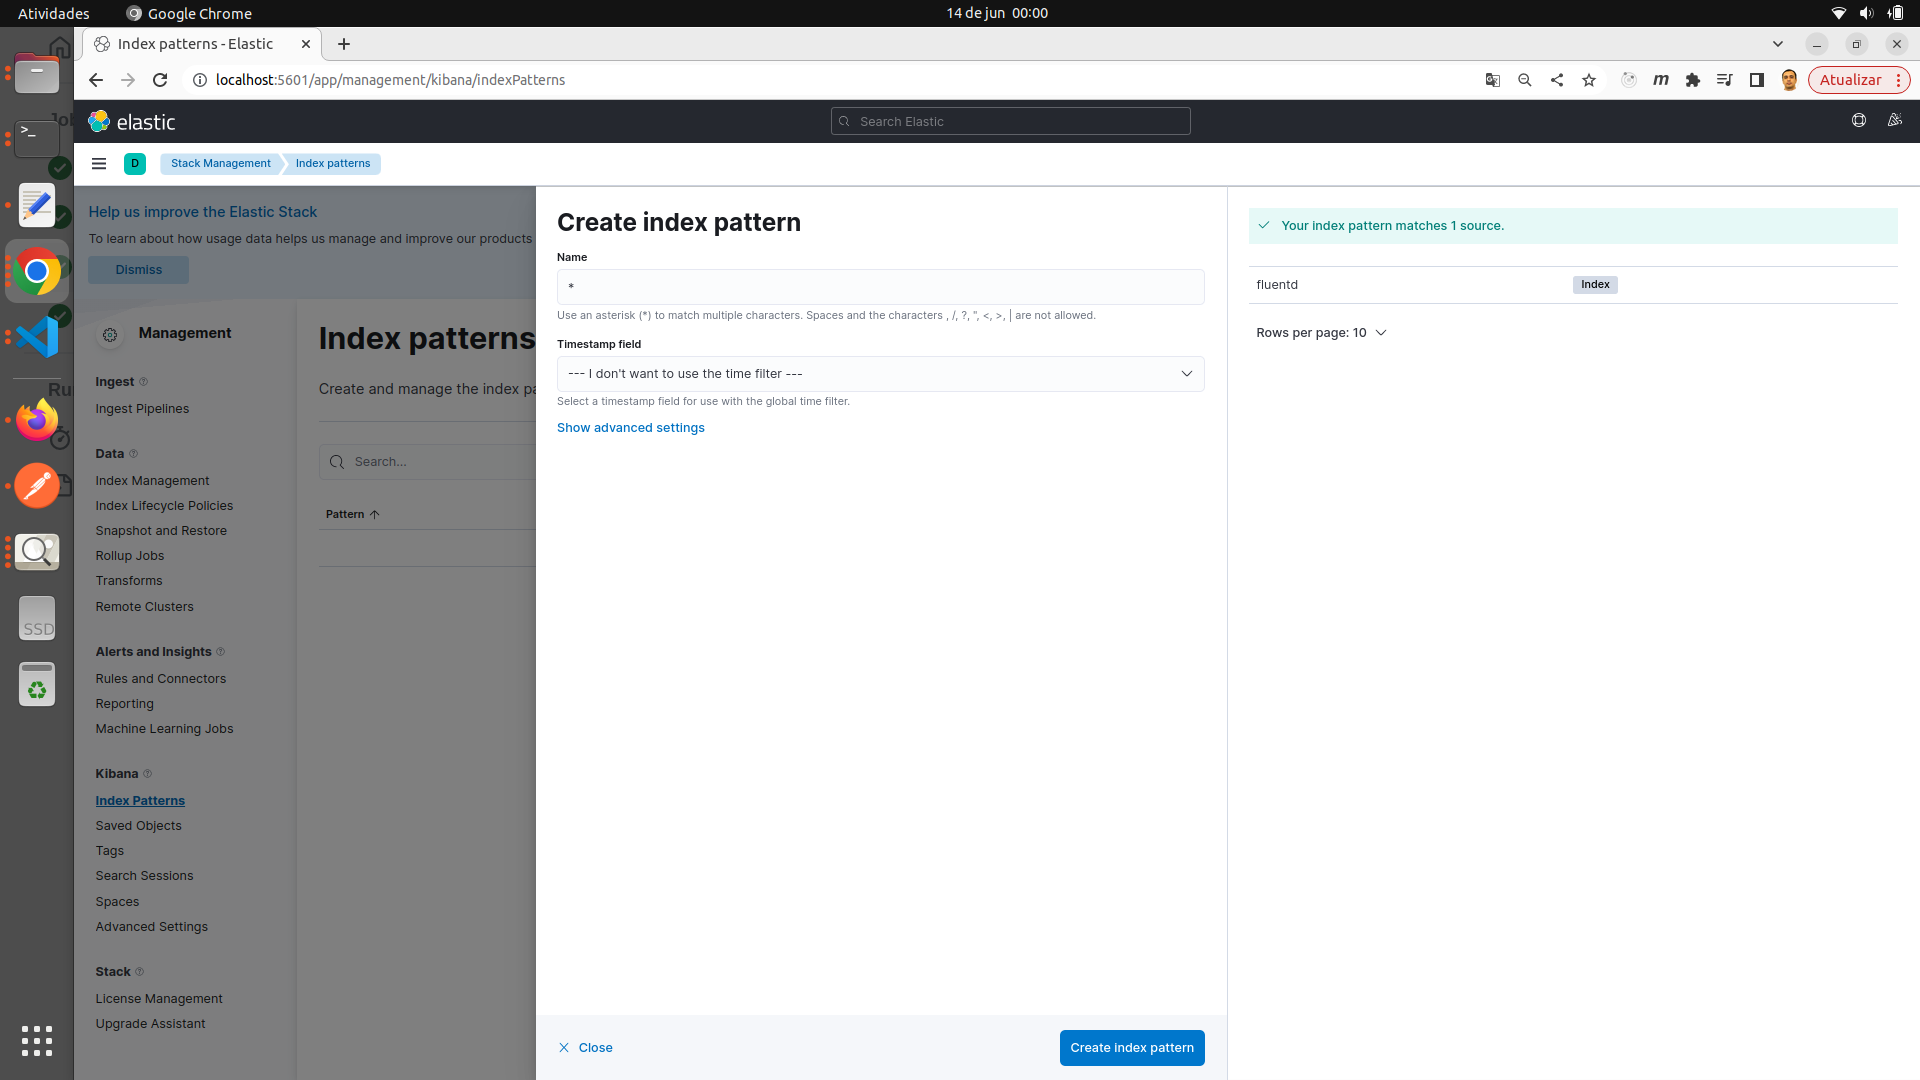 Atividades
Google Chrome
14 de jun 00:00
Index patterns - Elastic
localhost:5601/app/management/kibana/indexPatterns
m
Atualizar
elastic
Search Elastic
D
Stack Management
Index patterns
Help us improve the Elastic Stack
To learn about how usage data helps us manage and improve our products
Dismiss
Management
Ingest
Ingest Pipelines
Data
Index Management
Index Lifecycle Policies
Snapshot and Restore
Rollup Jobs
Transforms
Remote Clusters
Alerts and Insights
Rules and Connectors
Reporting
Machine Learning Jobs
Kibana
Index Patterns
Saved Objects
Tags
Search Sessions
Spaces
Advanced Settings
Stack
License Management
Upgrade Assistant
Index patterns
Create and manage the index pa
Search...
Pattern
Create index pattern
Name
*
Use an asterisk (*) to match multiple characters. Spaces and the characters , /, ?, ", <, >, | are not allowed.
Timestamp field
--- I don't want to use the time filter ---
Select a timestamp field for use with the global time filter.
Show advanced settings
Close
Create index pattern
Your index pattern matches 1 source.
fluentd
Index
Rows per page: 10
>_
SSD